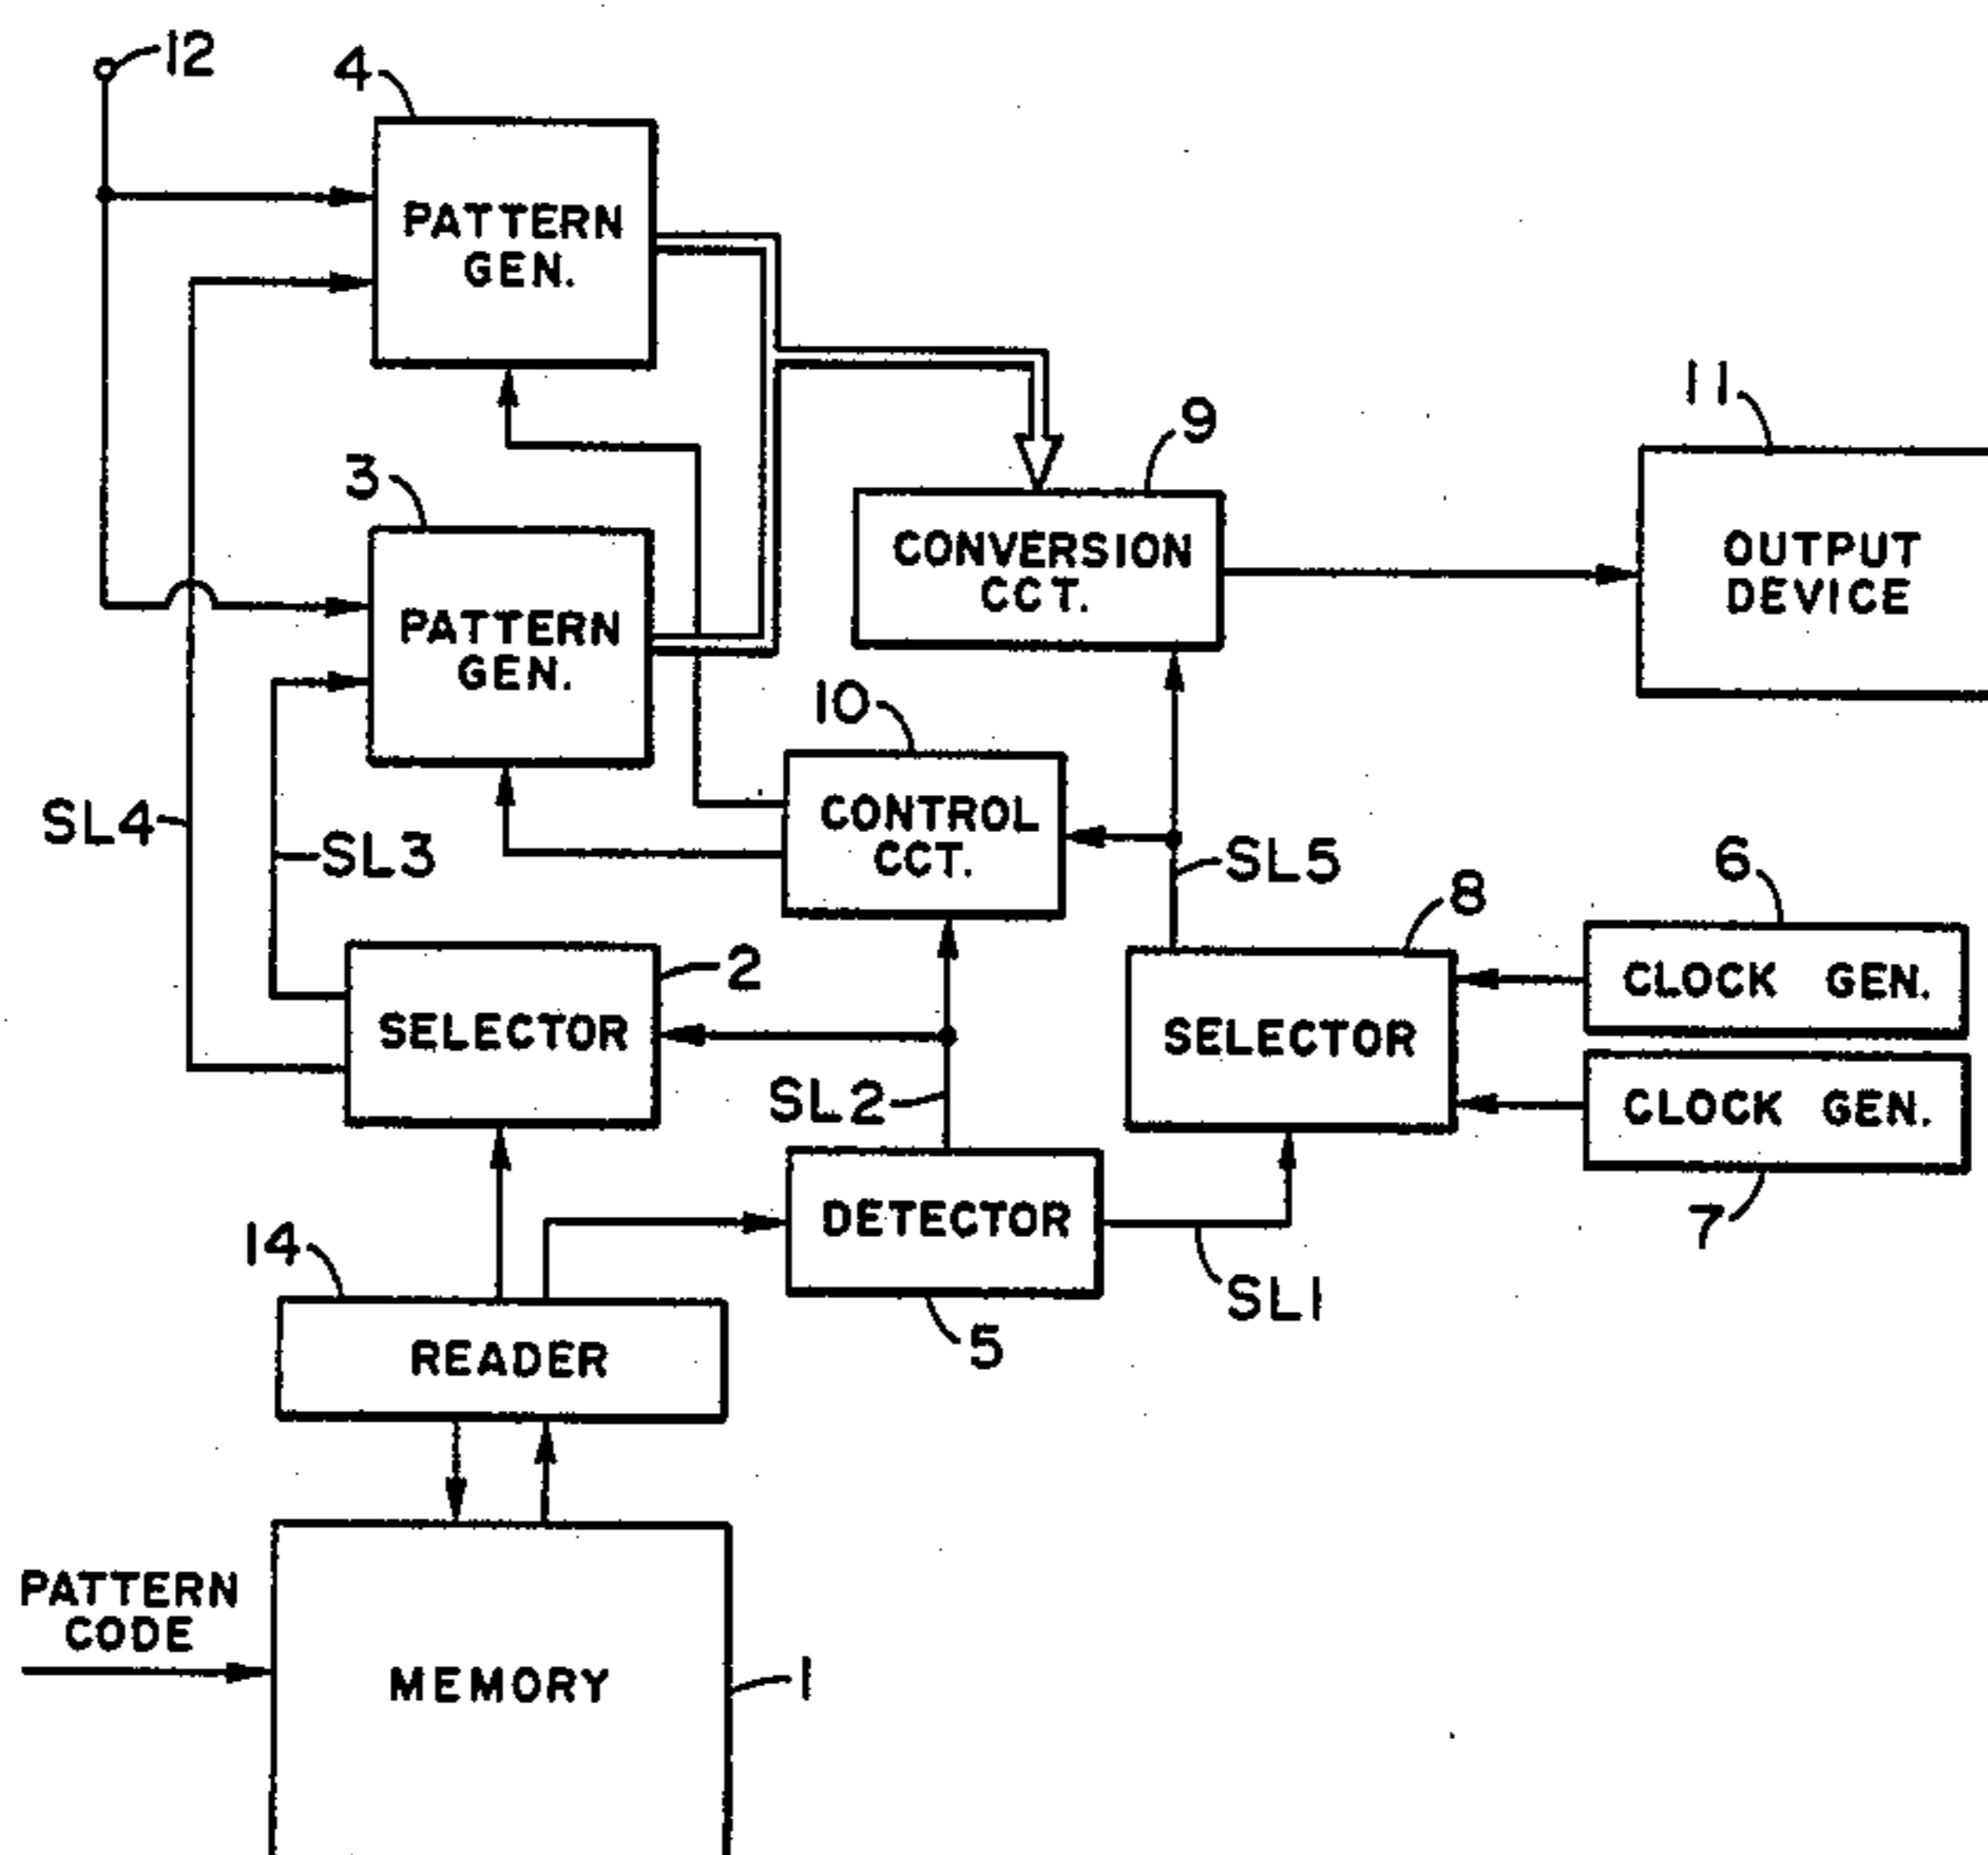 12
4
PATTERN
GEN.
11
9
3
CONVERSION
CCT.
OUTPUT
DEVICE
PATTERN
GEN.
10
SL4
SL3
CONTROL
CCT.
SL5
6
8
2
CLOCK GEN.
SELECTOR
SELECTOR
SL2
CLOCK GEN.
14
DETECTOR
7
SL1
5
READER
PATTERN
CODE
MEMORY
1